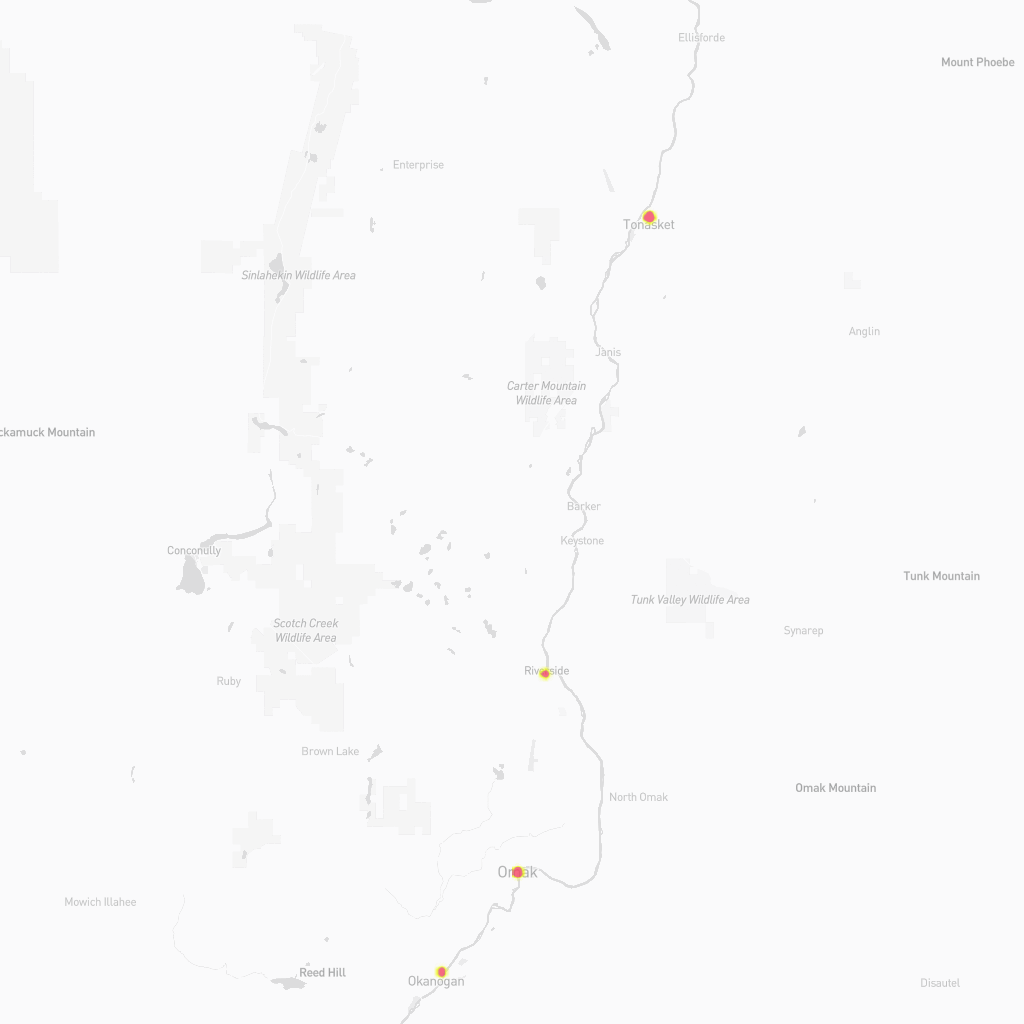 Ellisforde
Mount Phoebe
Enterprise
Tonasket
Sinlahekin Wildlife Area
Anglin
Janis
Carter Mountain
Wildlife Area
ckamuck Mountain
Barker
Keystone
Conconully
Tunk Mountain
Tunk Valley Wildlife Area
Scotch Creek
Wildlife Area
Synarep
Riverside
Ruby
Brown Lake
Omak Mountain
North Omak
Omak
Mowich Illahee
Reed Hill
Okanogan
Disautel